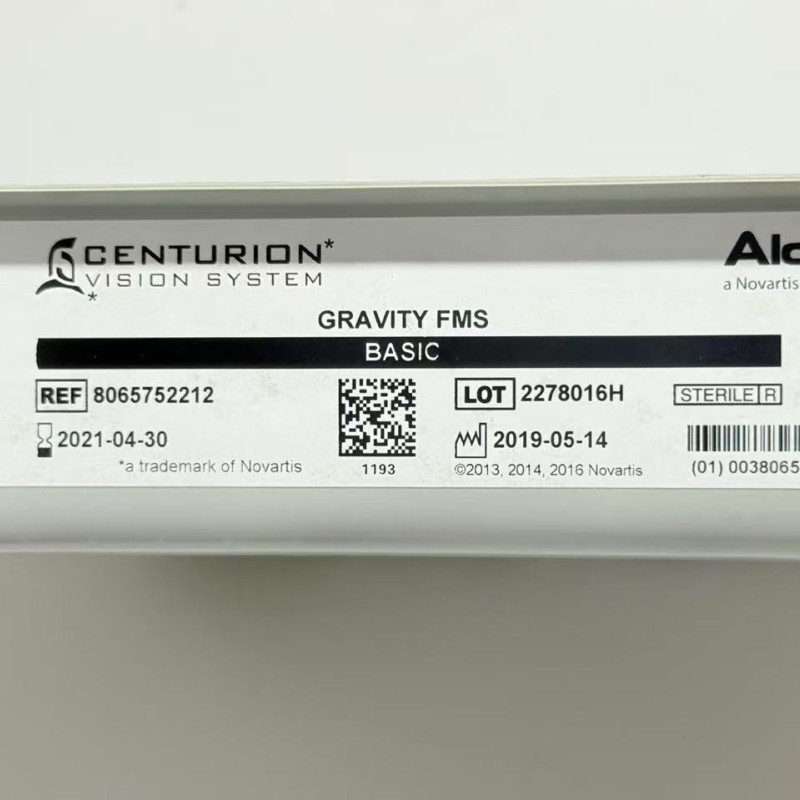 CENTURION*
VISION SYSTEM
*
Alc
a Novartis
GRAVITY FMS
BASIC
REF 8065752212
LOT 2278016H
STERILE R
2021-04-30
2019-05-14
*a trademark of Novartis
1193
©2013, 2014, 2016 Novartis
(01) 0038065